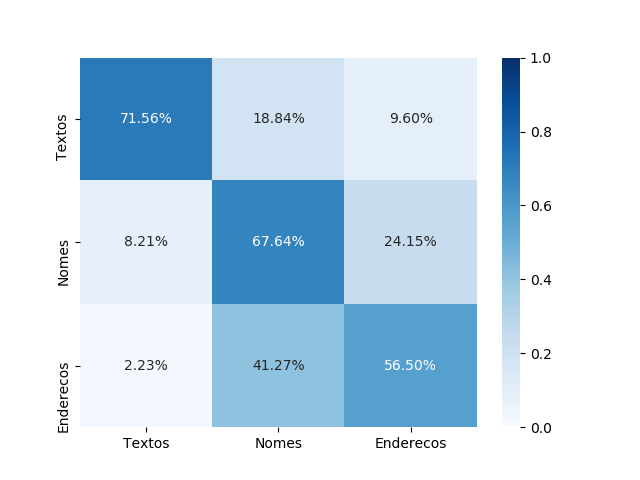 Textos 71.56% 18.84% 9.60%
Nomes 8.21% 67.64% 24.15%
Enderecos 2.23% 41.27% 56.50%
Textos Nomes Enderecos
1.0
0.8
0.6
0.4
0.2
0.0